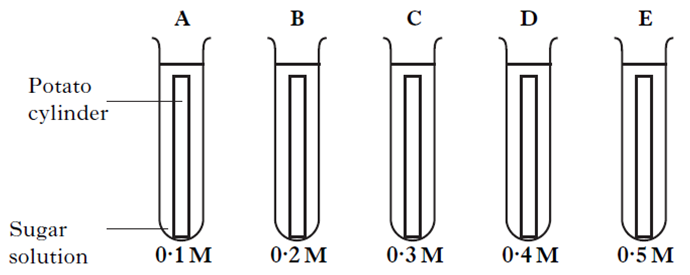 A B C D E
Potato
cylinder
Sugar
solution
0·1 M 0·2 M 0·3 M 0·4 M 0·5 M